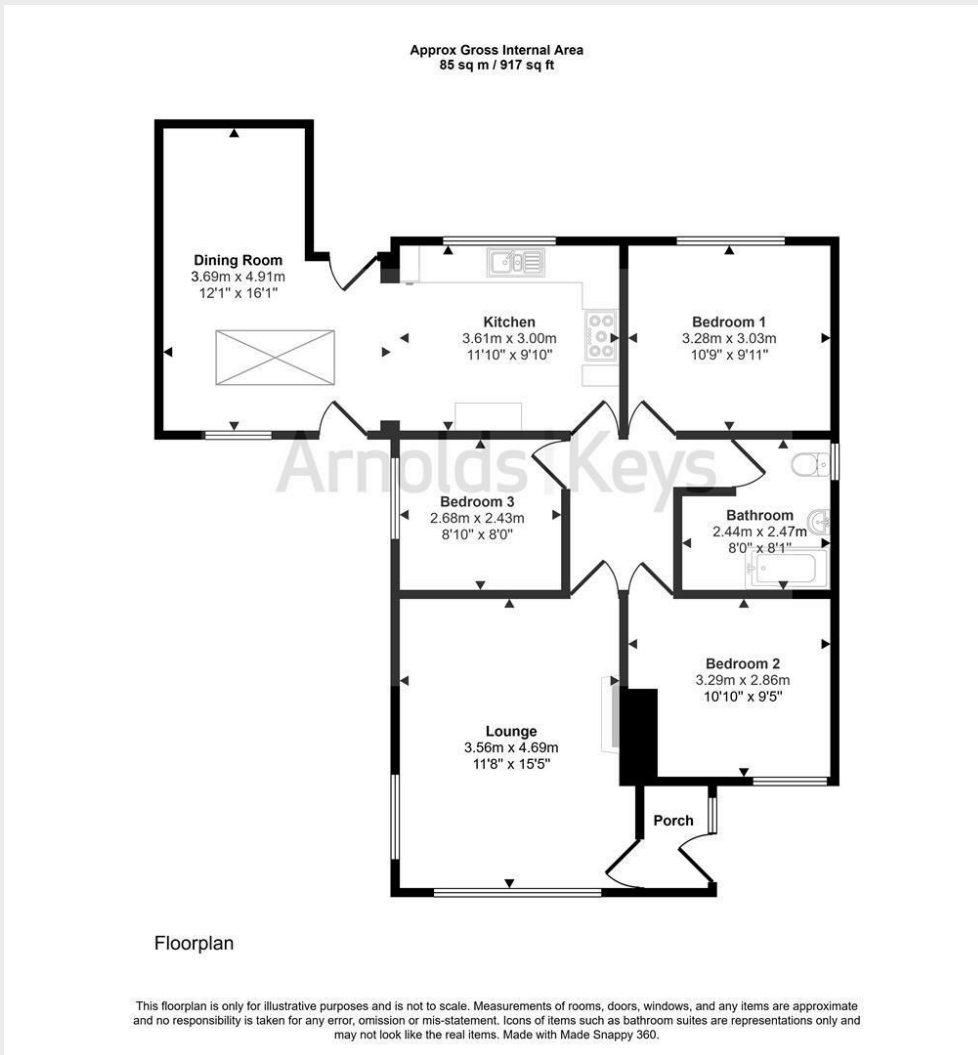 Approx Gross Internal Area
85 sq m / 917 sq ft
Dining Room
3.69m x 4.91m
12'1" x 16'1"
Kitchen
3.61m x 3.00m
11'10" x 9'10"
Bedroom 1
3.28m x 3.03m
10'9" x 9'11"
Arnolds|Keys
Bedroom 3
2.68m x 2.43m
8'10" x 8'0"
Bathroom
2.44m x 2.47m
8'0" x 8'1"
Bedroom 2
3.29m x 2.86m
10'10" x 9'5"
Lounge
3.56m x 4.69m
11'8" x 15'5"
Porch
Floorplan
This floorplan is only for illustrative purposes and is not to scale. Measurements of rooms, doors, windows, and any items are approximate
and no responsibility is taken for any error, omission or mis-statement. Icons of items such as bathroom suites are representations only and
may not look like the real items. Made with Made Snappy 360.